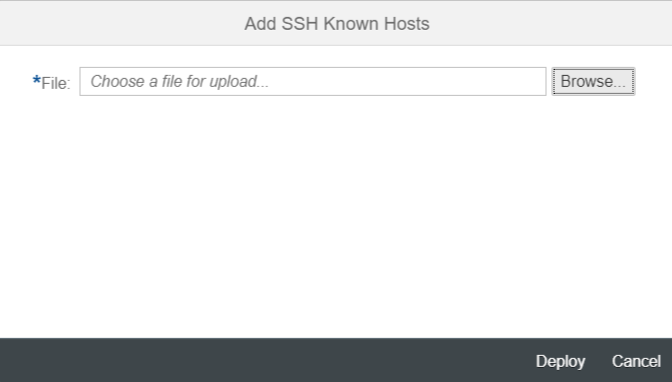 Add SSH Known Hosts
*File: Choose a file for upload... Browse...
Deploy Cancel